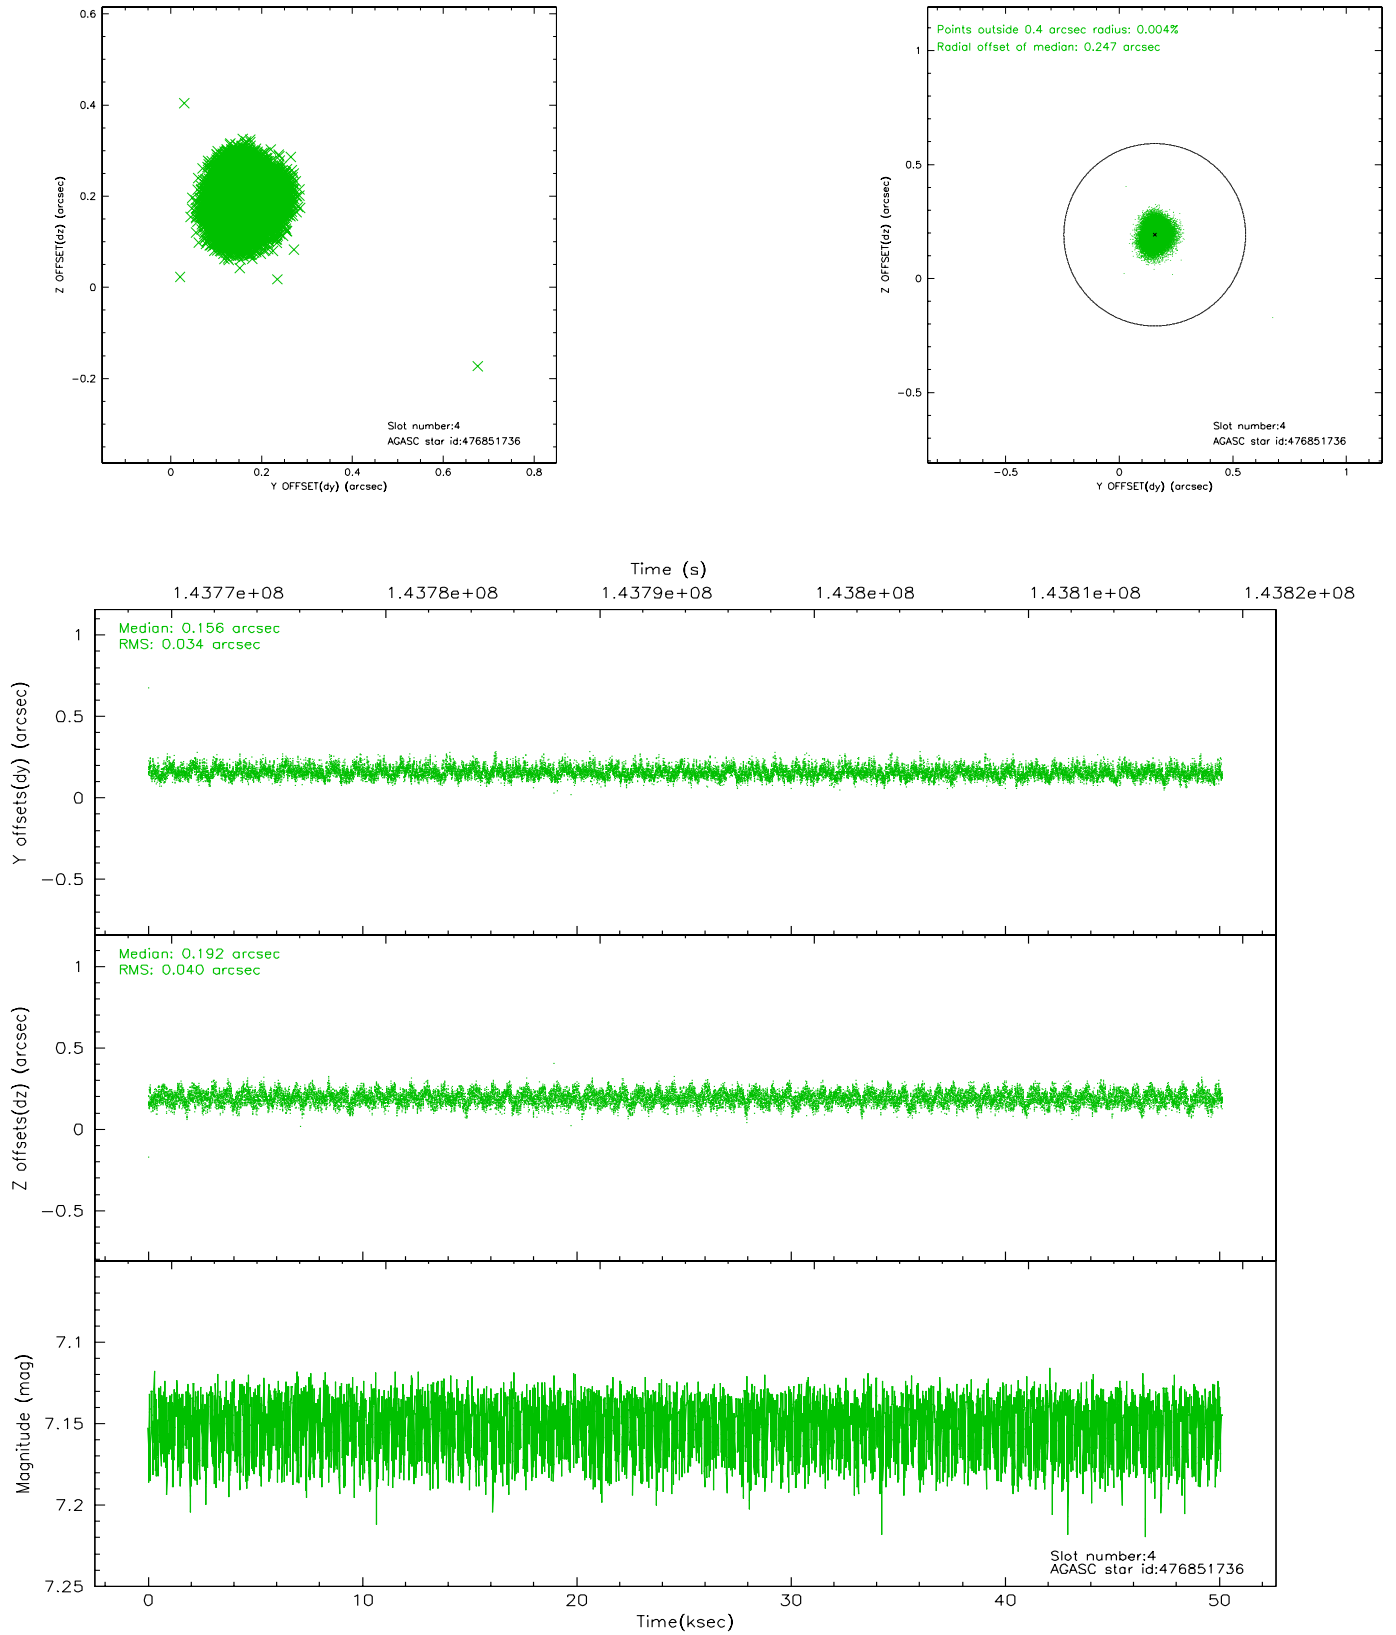 0.6
0.4
0.2
0
−0.2
Z OFFSET(dz) (arcsec)
Slot number:4
AGASC star id:476851736
0 0.2 0.4 0.6 0.8
Y OFFSET(dy) (arcsec)
Points outside 0.4 arcsec radius: 0.004%
Radial offset of median: 0.247 arcsec
1
0.5
0
−0.5
Z OFFSET(dz) (arcsec)
Slot number:4
AGASC star id:476851736
−0.5 0 0.5 1
Y OFFSET(dy) (arcsec)
Time (s)
1.4377e+08 1.4378e+08 1.4379e+08 1.438e+08 1.4381e+08 1.4382e+08
Median: 0.156 arcsec
RMS: 0.034 arcsec
1
0.5
0
−0.5
Y offsets(dy) (arcsec)
Median: 0.192 arcsec
RMS: 0.040 arcsec
1
0.5
0
−0.5
Z offsets(dz) (arcsec)
7.1
7.15
7.2
7.25
Magnitude (mag)
Slot number:4
AGASC star id:476851736
0 10 20 30 40 50
Time(ksec)